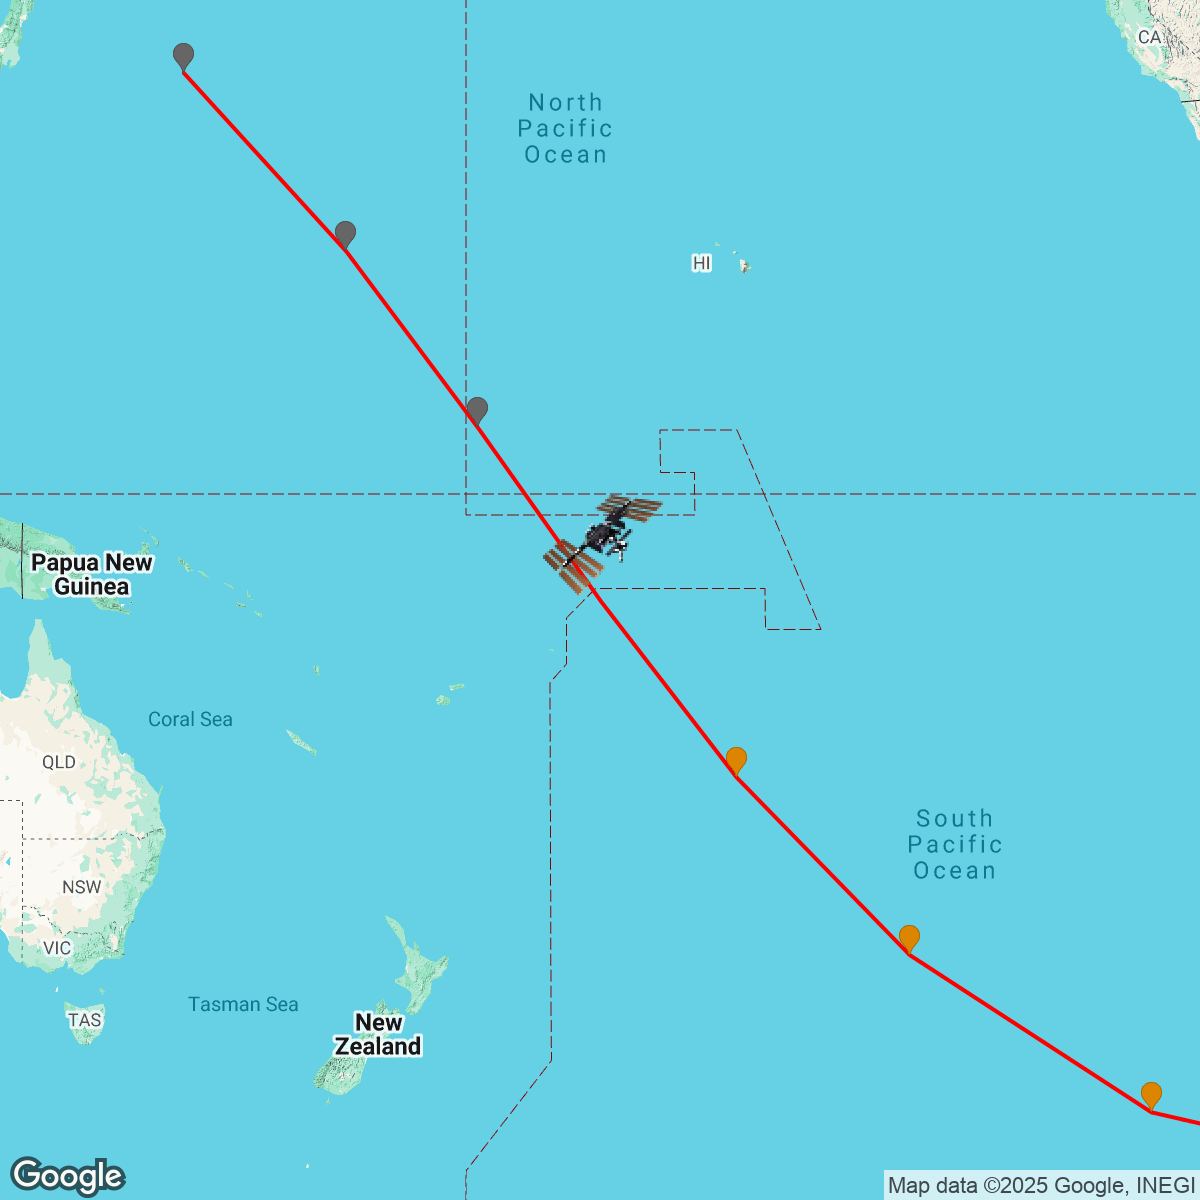 CA
North
Pacific
Ocean
HI
Papua New
Guinea
Coral Sea
QLD
South
Pacific
Ocean
NSW
VIC
Tasman Sea
TAS
New
Zealand
Google
Map data ©2025 Google, INEGI